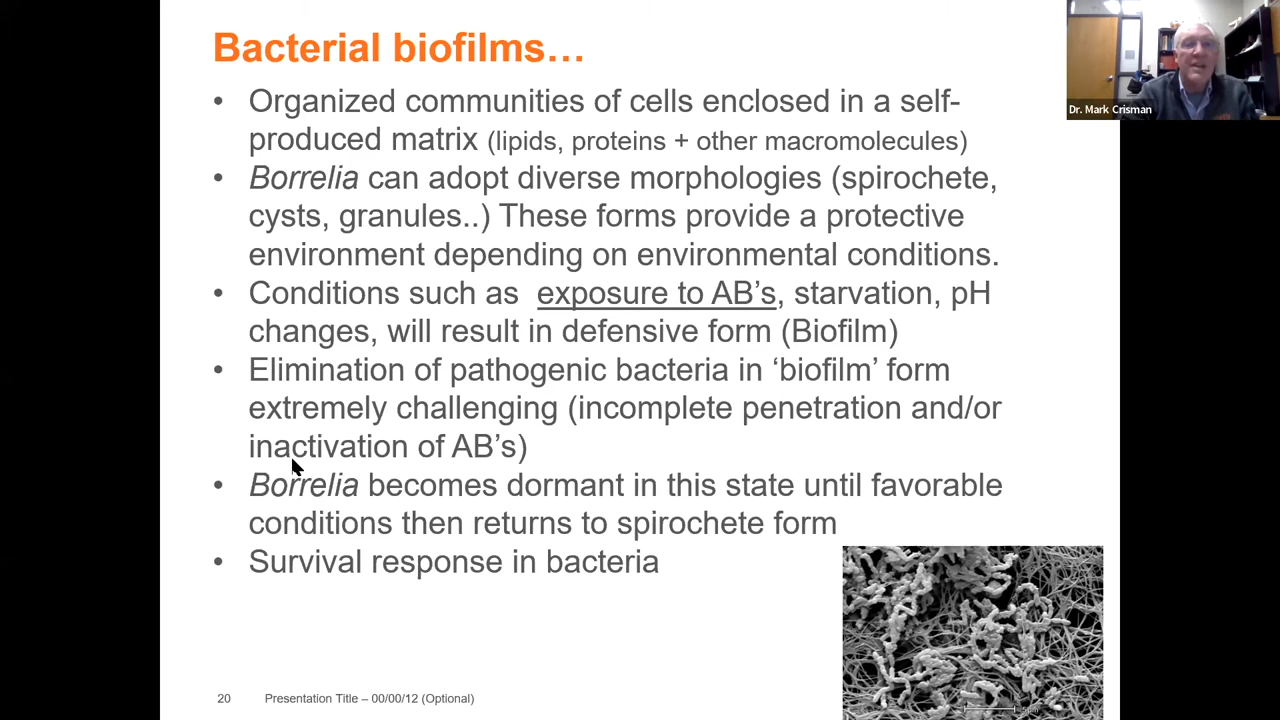 Bacterial biofilms…
Dr. Mark Crisman
• Organized communities of cells enclosed in a self-
produced matrix (lipids, proteins + other macromolecules)
• Borrelia can adopt diverse morphologies (spirochete,
cysts, granules..) These forms provide a protective
environment depending on environmental conditions.
• Conditions such as exposure to AB’s, starvation, pH
changes, will result in defensive form (Biofilm)
• Elimination of pathogenic bacteria in ‘biofilm’ form
extremely challenging (incomplete penetration and/or
inactivation of AB’s)
• Borrelia becomes dormant in this state until favorable
conditions then returns to spirochete form
• Survival response in bacteria
20 Presentation Title – 00/00/12 (Optional)